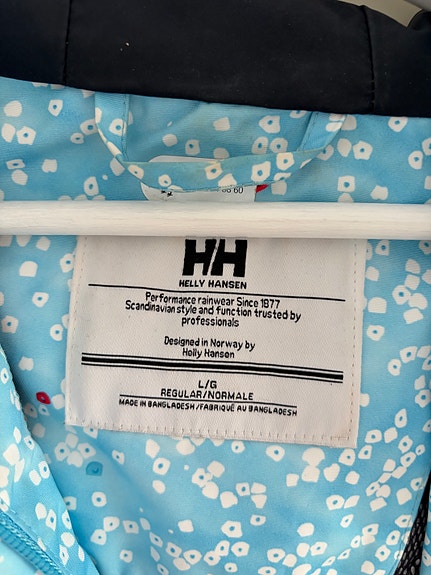 60
HH
HELLY HANSEN
Performance rainwear Since 1877
Scandinavian style and function trusted by
professionals
Designed in Norway by
Helly Hansen
L/G
REGULAR/NORMALE
MADE IN BANGLADESH/FABRIQUÉ AU BANGLADESH